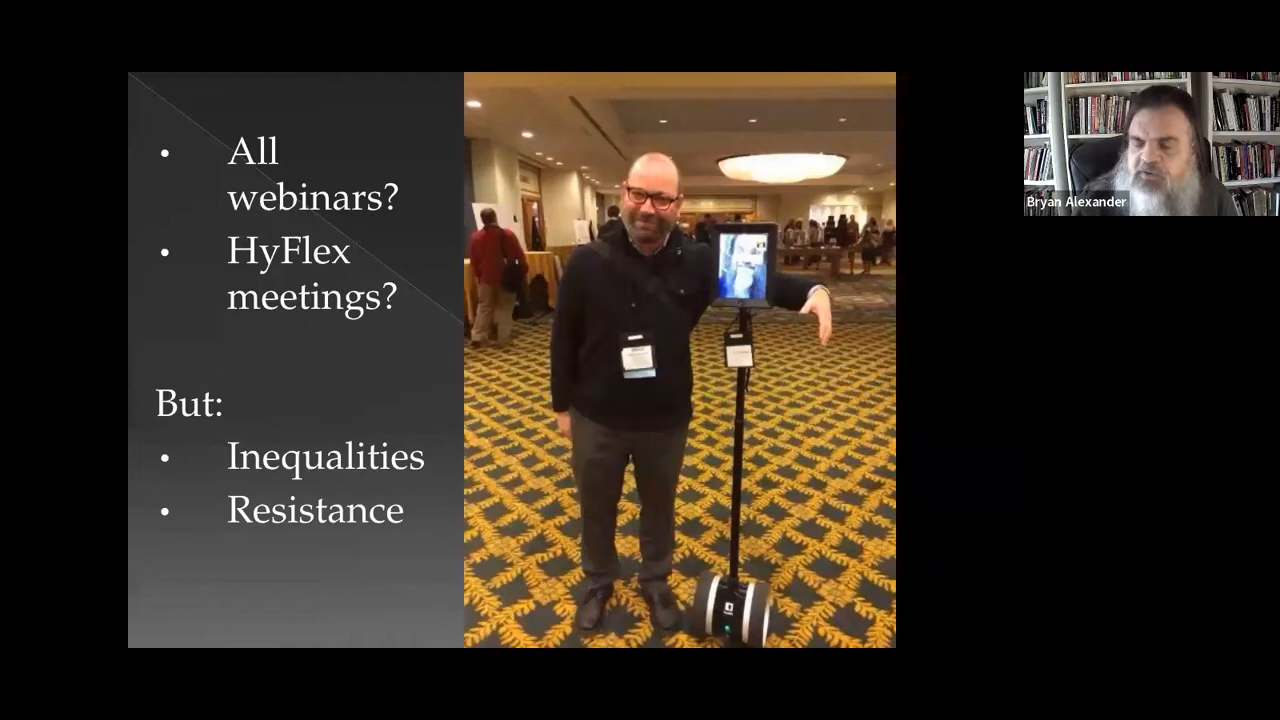 • All
webinars?
• HyFlex
meetings?
But:
• Inequalities
• Resistance
Bryan Alexander